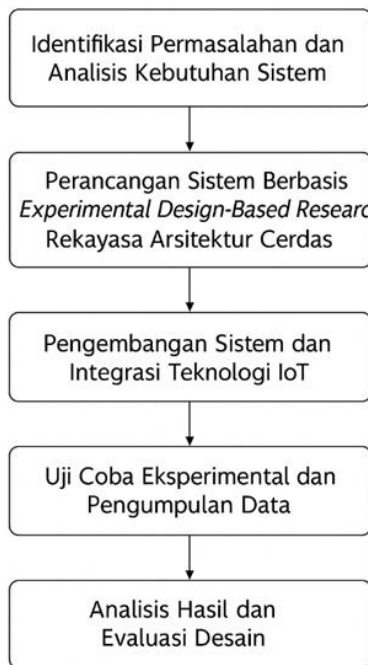 Identifikasi Permasalahan dan
Analisis Kebutuhan Sistem
Perancangan Sistem Berbasis
Experimental Design-Based Researc
Rekayasa Arsitektur Cerdas
Pengembangan Sistem dan
Integrasi Teknologi IoT
Uji Coba Eksperimental dan
Pengumpulan Data
Analisis Hasil dan
Evaluasi Desain